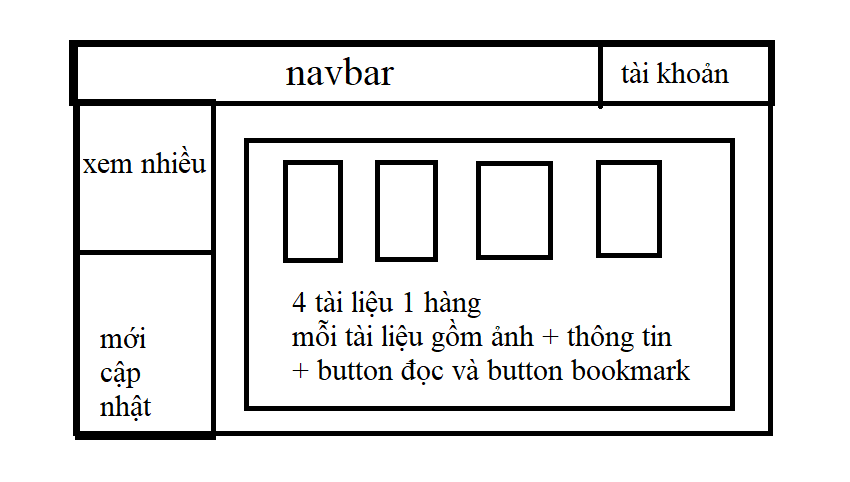 navbar
tài khoản
xem nhiều
4 tài liệu 1 hàng
mỗi tài liệu gồm ảnh + thông tin
+ button đọc và button bookmark
mới
cập
nhật